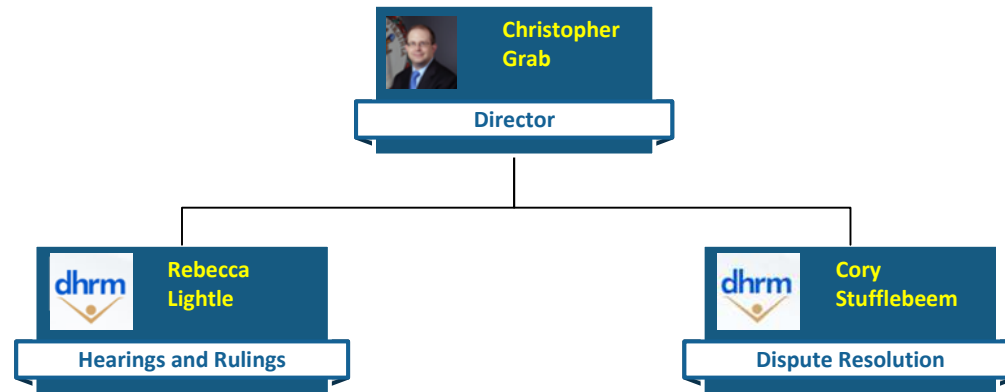 Christopher
Grab
Director
dhrm
Rebecca
Lightle
Hearings and Rulings
dhrm
Cory
Stufflebeem
Dispute Resolution